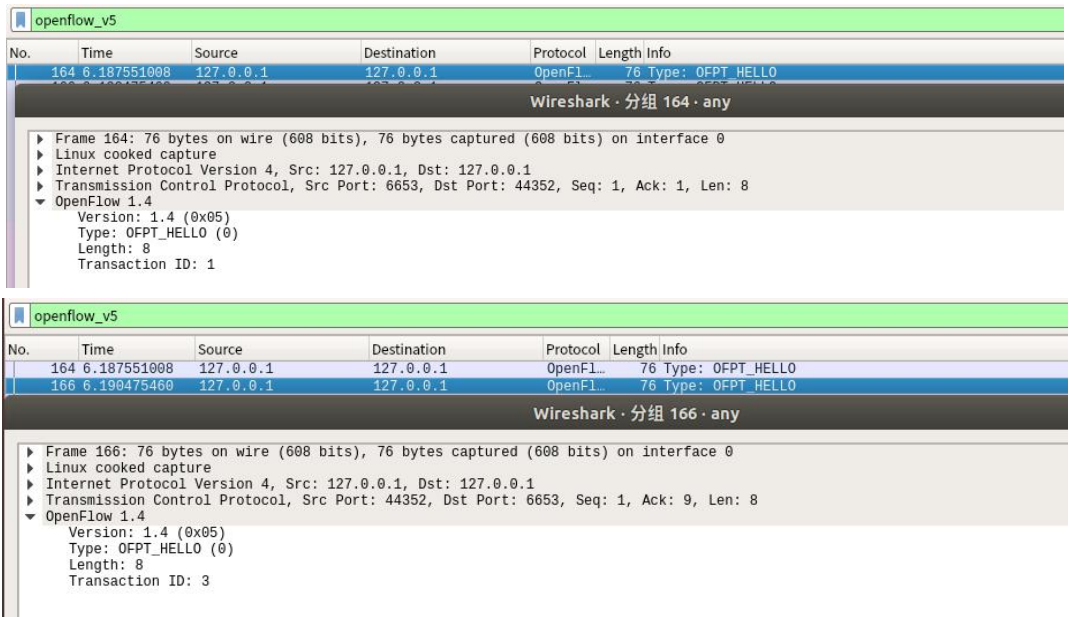 openflow_v5
No. Time Source Destination Protocol Length Info
164 6.187551008 127.0.0.1 127.0.0.1 OpenFl… 76 Type: OFPT_HELLO
Wireshark · 分组 164 · any
Frame 164: 76 bytes on wire (608 bits), 76 bytes captured (608 bits) on interface 0
Linux cooked capture
Internet Protocol Version 4, Src: 127.0.0.1, Dst: 127.0.0.1
Transmission Control Protocol, Src Port: 6653, Dst Port: 44352, Seq: 1, Ack: 1, Len: 8
OpenFlow 1.4
Version: 1.4 (0x05)
Type: OFPT_HELLO (0)
Length: 8
Transaction ID: 1
openflow_v5
No. Time Source Destination Protocol Length Info
164 6.187551008 127.0.0.1 127.0.0.1 OpenFl… 76 Type: OFPT_HELLO
166 6.190475460 127.0.0.1 127.0.0.1 OpenFl… 76 Type: OFPT_HELLO
Wireshark · 分组 166 · any
Frame 166: 76 bytes on wire (608 bits), 76 bytes captured (608 bits) on interface 0
Linux cooked capture
Internet Protocol Version 4, Src: 127.0.0.1, Dst: 127.0.0.1
Transmission Control Protocol, Src Port: 44352, Dst Port: 6653, Seq: 1, Ack: 9, Len: 8
OpenFlow 1.4
Version: 1.4 (0x05)
Type: OFPT_HELLO (0)
Length: 8
Transaction ID: 3